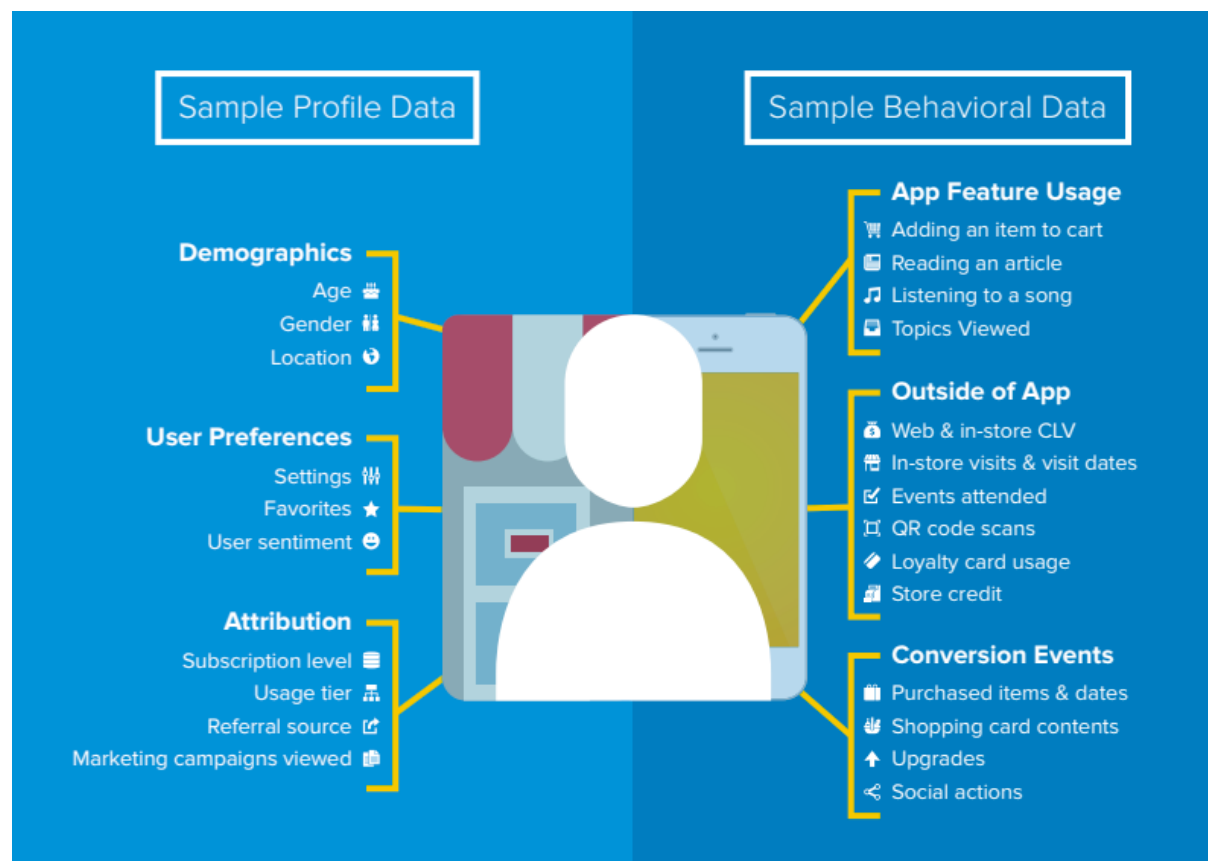 Sample Profile Data
Demographics
Age
Gender
Location
User Preferences
Settings
Favorites
User sentiment
Attribution
Subscription level
Usage tier
Referral source
Marketing campaigns viewed
Sample Behavioral Data
App Feature Usage
Adding an item to cart
Reading an article
Listening to a song
Topics Viewed
Outside of App
Web & in-store CLV
In-store visits & visit dates
Events attended
QR code scans
Loyalty card usage
Store credit
Conversion Events
Purchased items & dates
Shopping card contents
Upgrades
Social actions